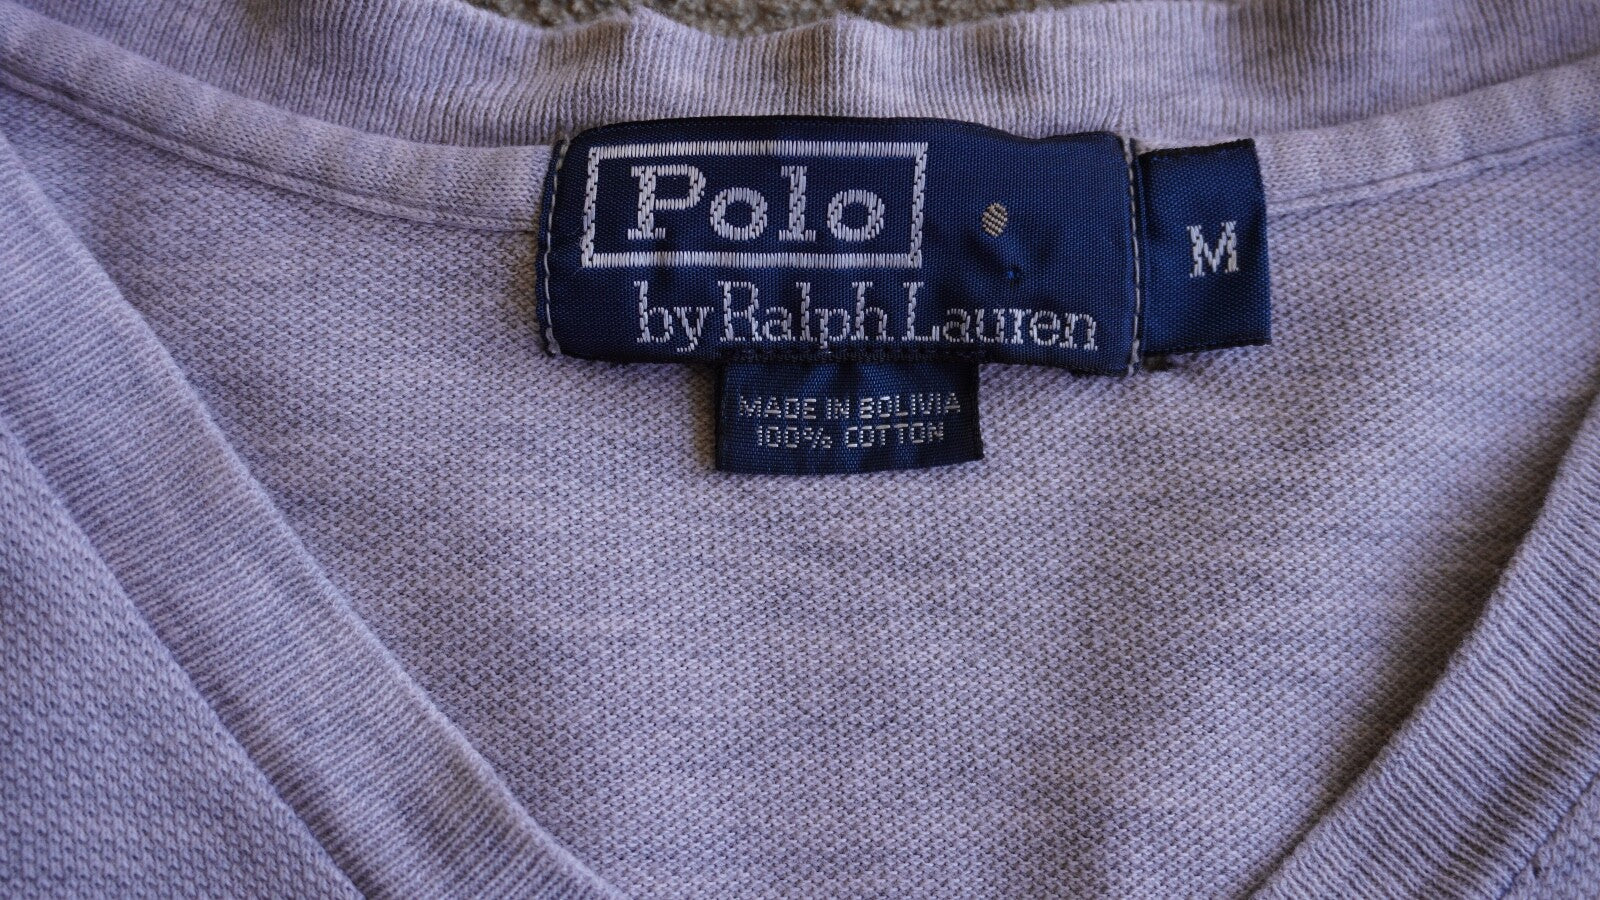 Polo
by Ralph Lauren
M
MADE IN BOLIVIA
100% COTTON